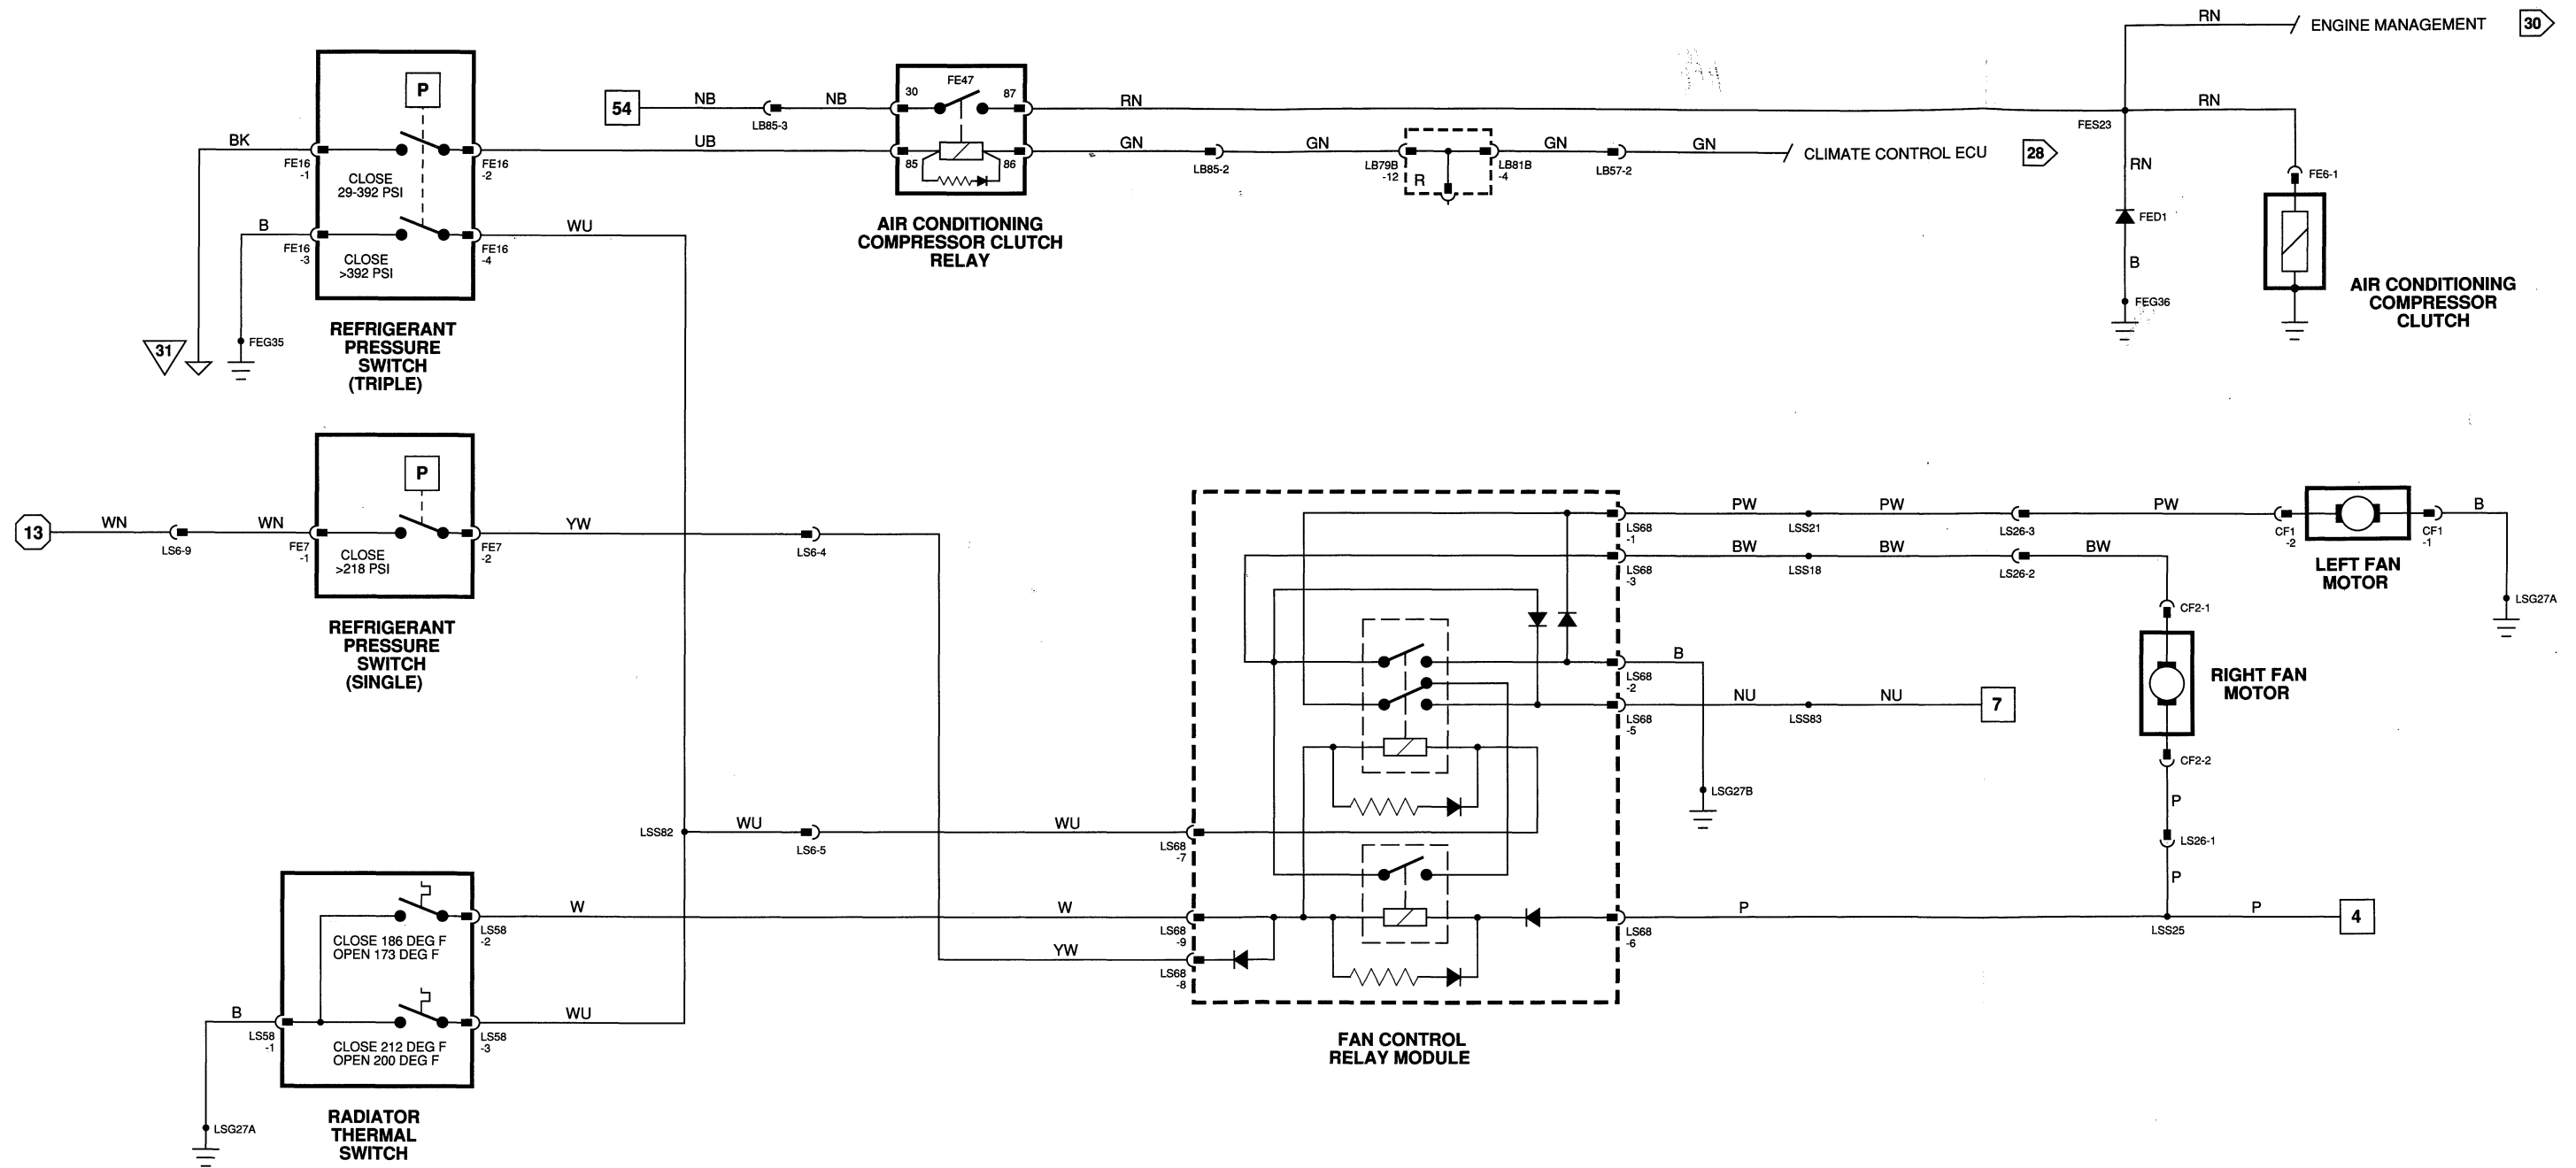 RN
ENGINE MANAGEMENT
30
P
54
NB
LB85-3
NB
30
FE47
87
RN
FES23
RN
BK
FE16
-1
CLOSE
29-392 PSI
FE16
-2
UB
85
86
GN
LB85-2
GN
LB79B
-12
R
LB81B
-4
GN
LB57-2
GN
CLIMATE CONTROL ECU
28
RN
FE6-1
B
FE16
-3
CLOSE
>392 PSI
FE16
-4
WU
AIR CONDITIONING
COMPRESSOR CLUTCH
RELAY
FED1
B
FEG36
AIR CONDITIONING
COMPRESSOR
CLUTCH
31
FEG35
REFRIGERANT
PRESSURE
SWITCH
(TRIPLE)
P
13
WN
LS6-9
WN
FE7
-1
CLOSE
>218 PSI
FE7
-2
YW
LS6-4
LS68
-1
PW
LSS21
PW
LS26-3
PW
CF1
-2
CF1
-1
B
LEFT FAN
MOTOR
LSG27A
LS68
-3
BW
LSS18
BW
LS26-2
BW
CF2-1
REFRIGERANT
PRESSURE
SWITCH
(SINGLE)
LS68
-2
B
RIGHT FAN
MOTOR
LS68
-5
NU
LSS83
NU
7
CF2-2
LSG27B
P
LSS82
WU
LS6-5
WU
LS68
-7
LS26-1
P
CLOSE 186 DEG F
OPEN 173 DEG F
LS58
-2
W
W
LS68
-9
LS68
-6
P
LSS25
P
4
YW
LS68
-8
B
LS58
-1
CLOSE 212 DEG F
OPEN 200 DEG F
LS58
-3
WU
FAN CONTROL
RELAY MODULE
LSG27A
RADIATOR
THERMAL
SWITCH